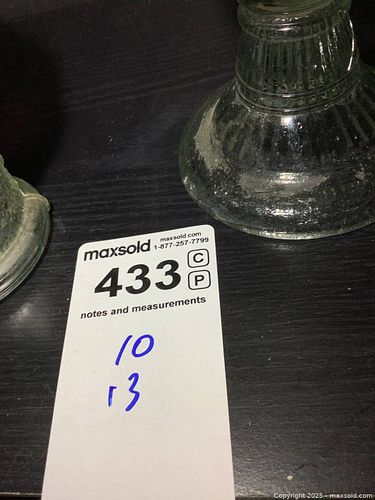 maxsold
maxsold.com
1-877-257-7799
433
C
P
notes and measurements
10
13
Copyright 2025 - maxsold.com